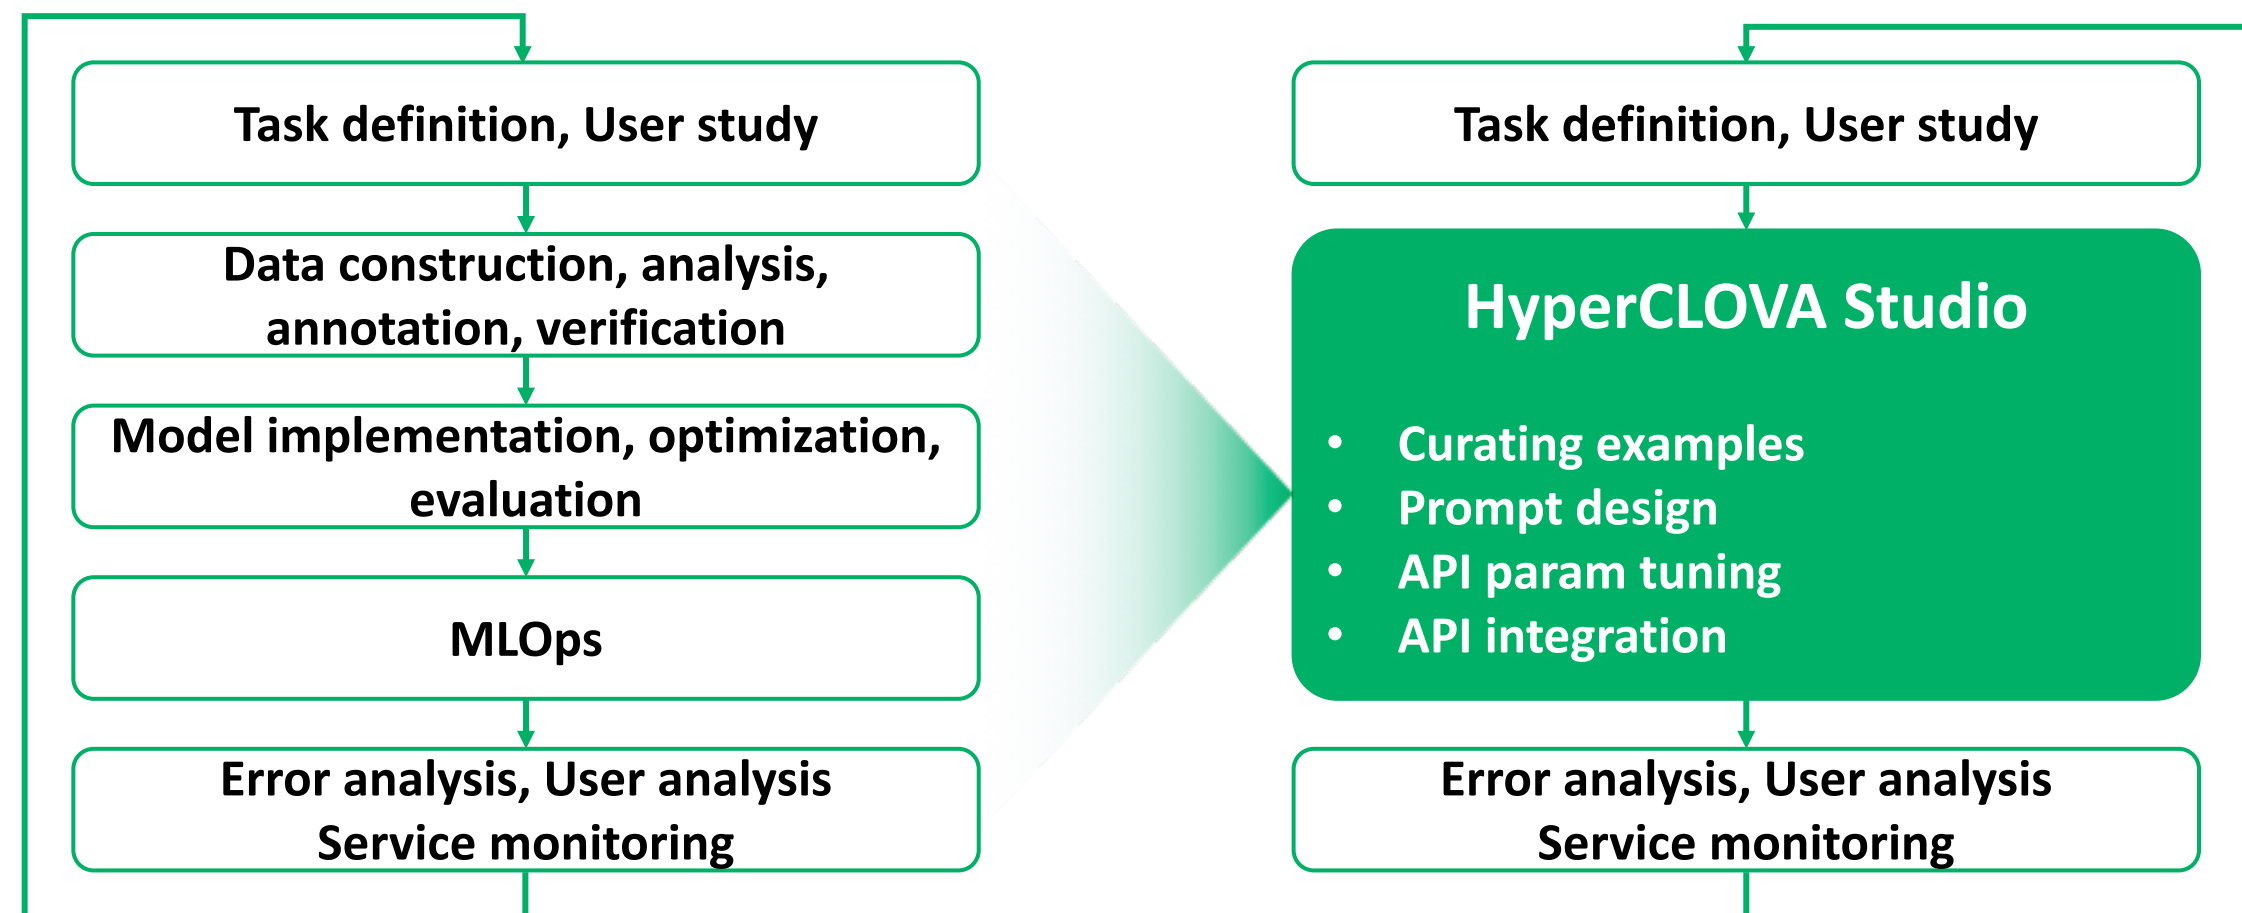 Task definition, User study
Data construction, analysis,
annotation, verification
Model implementation, optimization,
evaluation
MLOps
Error analysis, User analysis
Service monitoring
Task definition, User study
HyperCLOVA Studio
• Curating examples
• Prompt design
• API param tuning
• API integration
Error analysis, User analysis
Service monitoring